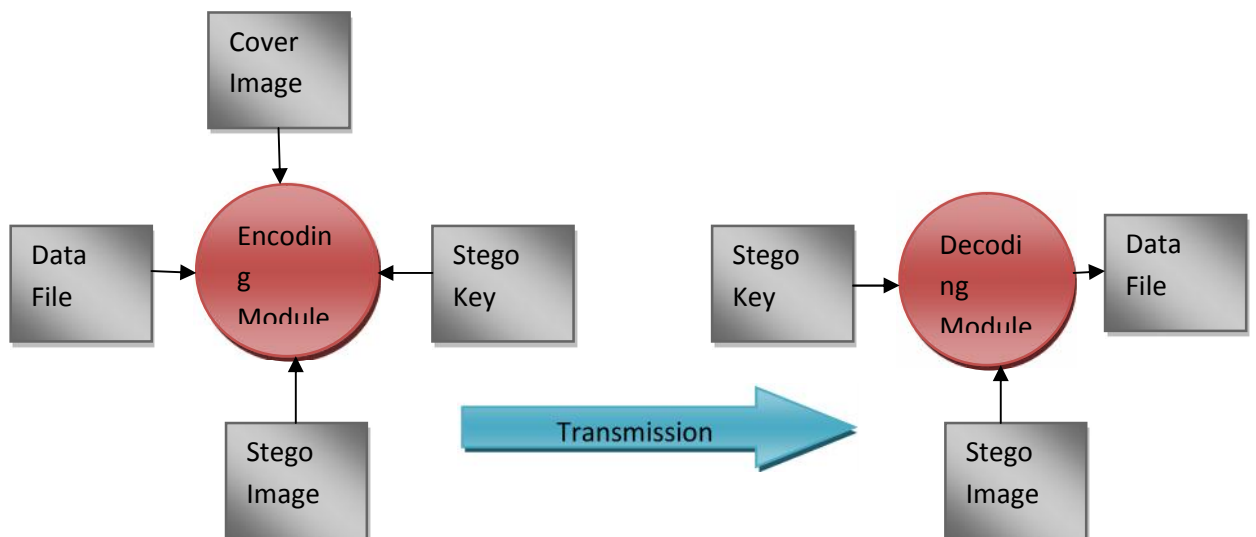 Cover
Image
Data
File
Encodin
g
Module
Stego
Key
Stego
Image
Transmission
Stego
Key
Decodi
ng
Module
Data
File
Stego
Image